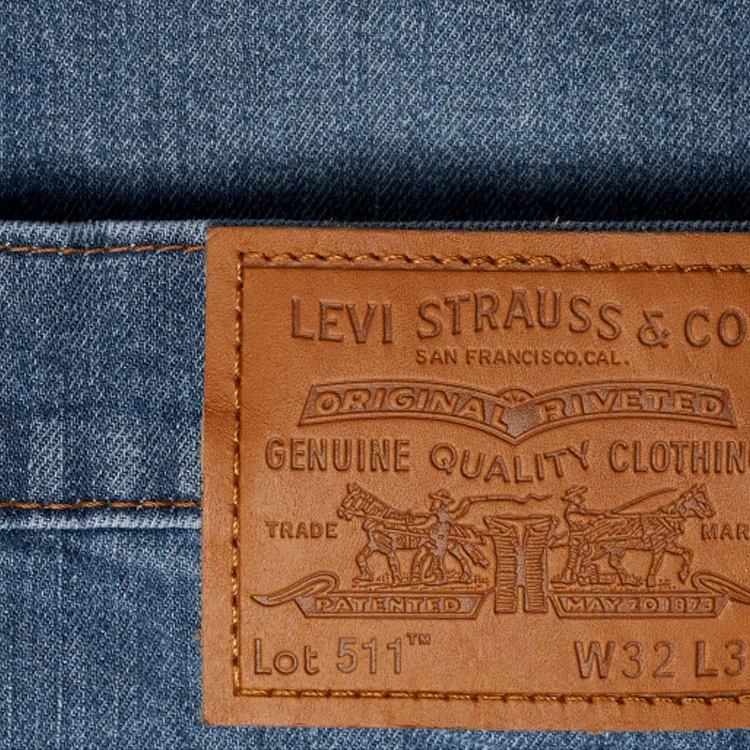 LEVI STRAUSS & CO
SAN FRANCISCO, CAL.
ORIGINAL RIVETED
GENUINE QUALITY CLOTHIN
TRADE MAR
PATENTED MAY 20 1873
Lot 511™ W32 L3